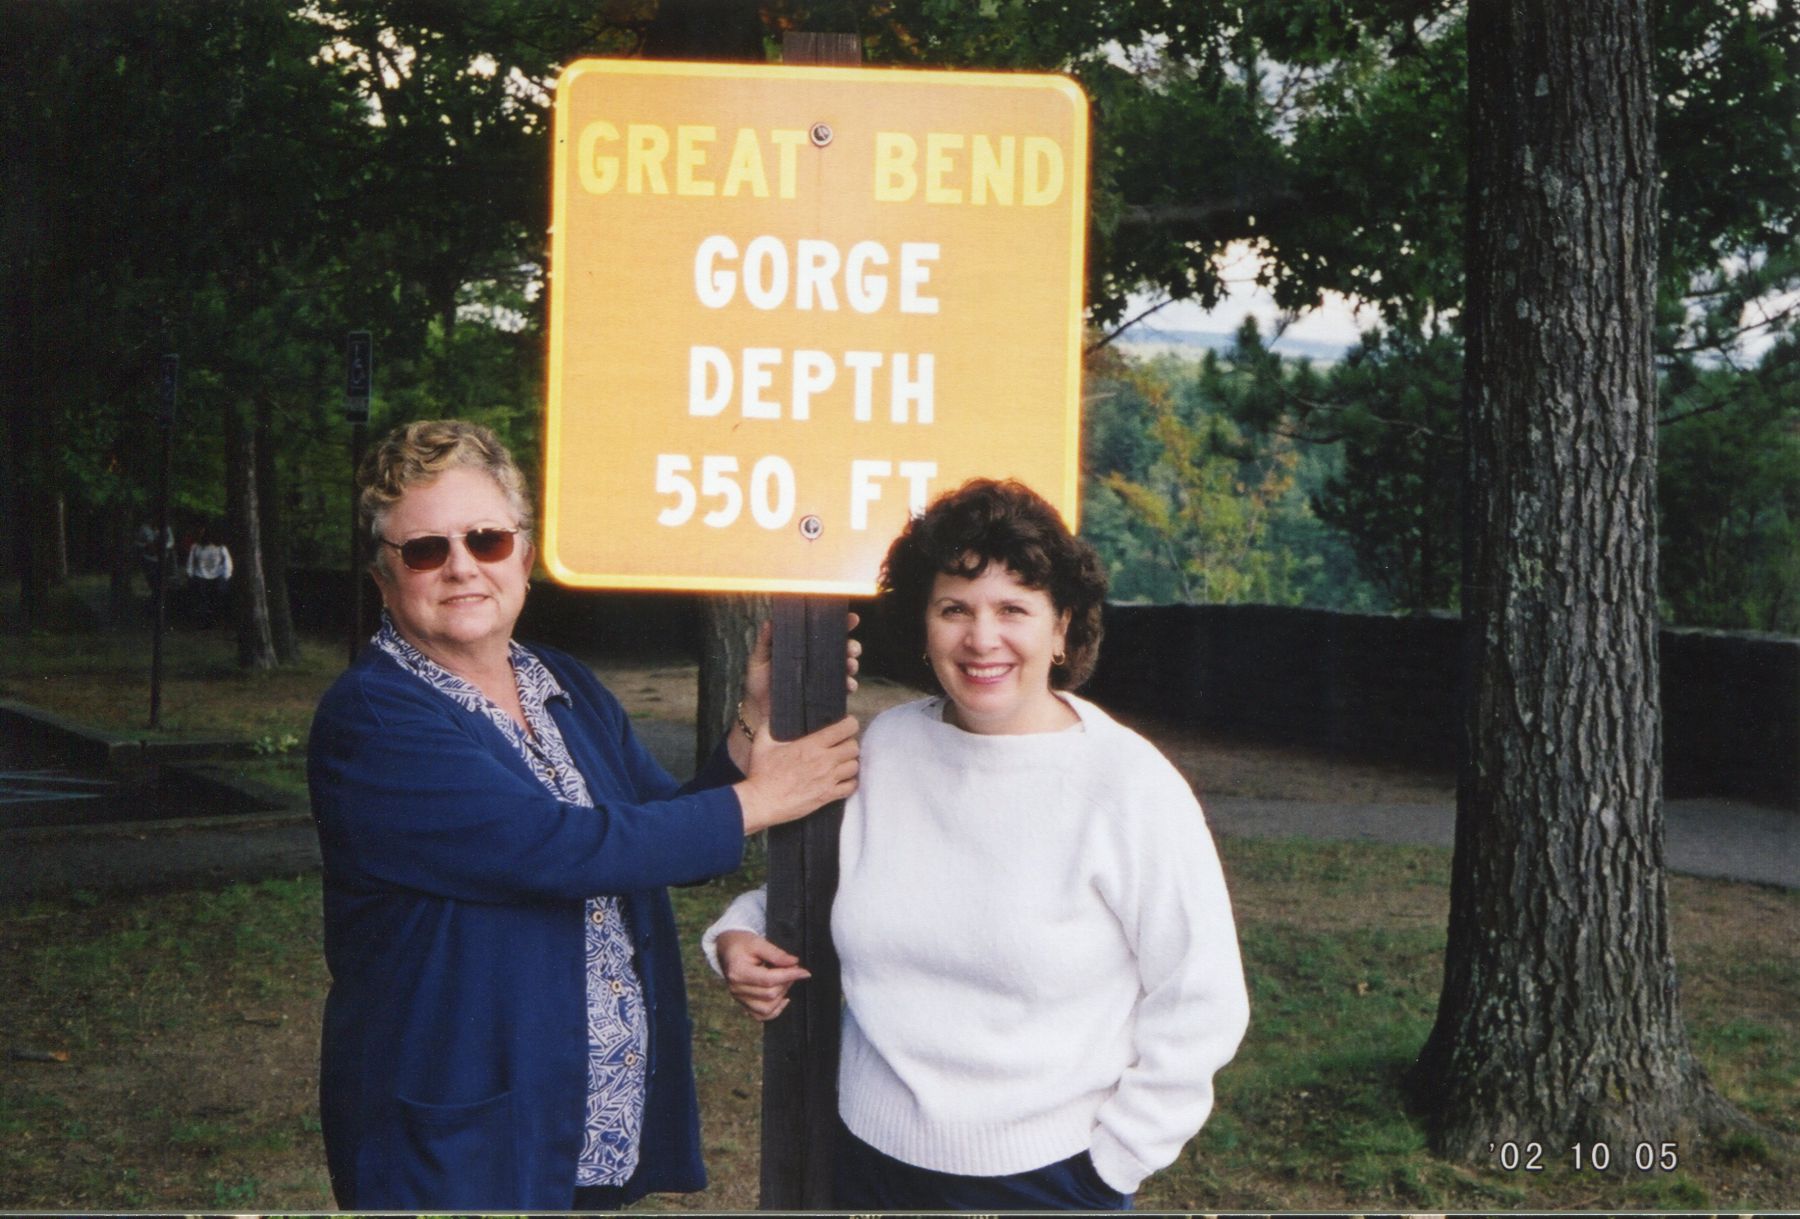 GREAT BEND
GORGE
DEPTH
550 FT
'02 10 05